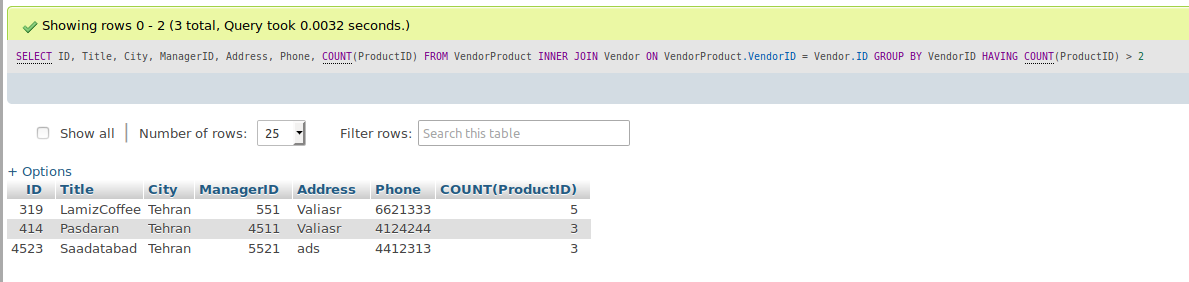 Showing rows 0 - 2 (3 total, Query took 0.0032 seconds.)
SELECT ID, Title, City, ManagerID, Address, Phone, COUNT(ProductID) FROM VendorProduct INNER JOIN Vendor ON VendorProduct.VendorID = Vendor.ID GROUP BY VendorID HAVING COUNT(ProductID) > 2
Show all Number of rows: 25 Filter rows: Search this table
+ Options
ID Title City ManagerID Address Phone COUNT(ProductID)
319 LamizCoffee Tehran 551 Valiasr 6621333 5
414 Pasdaran Tehran 4511 Valiasr 4124244 3
4523 Saadatabad Tehran 5521 ads 4412313 3